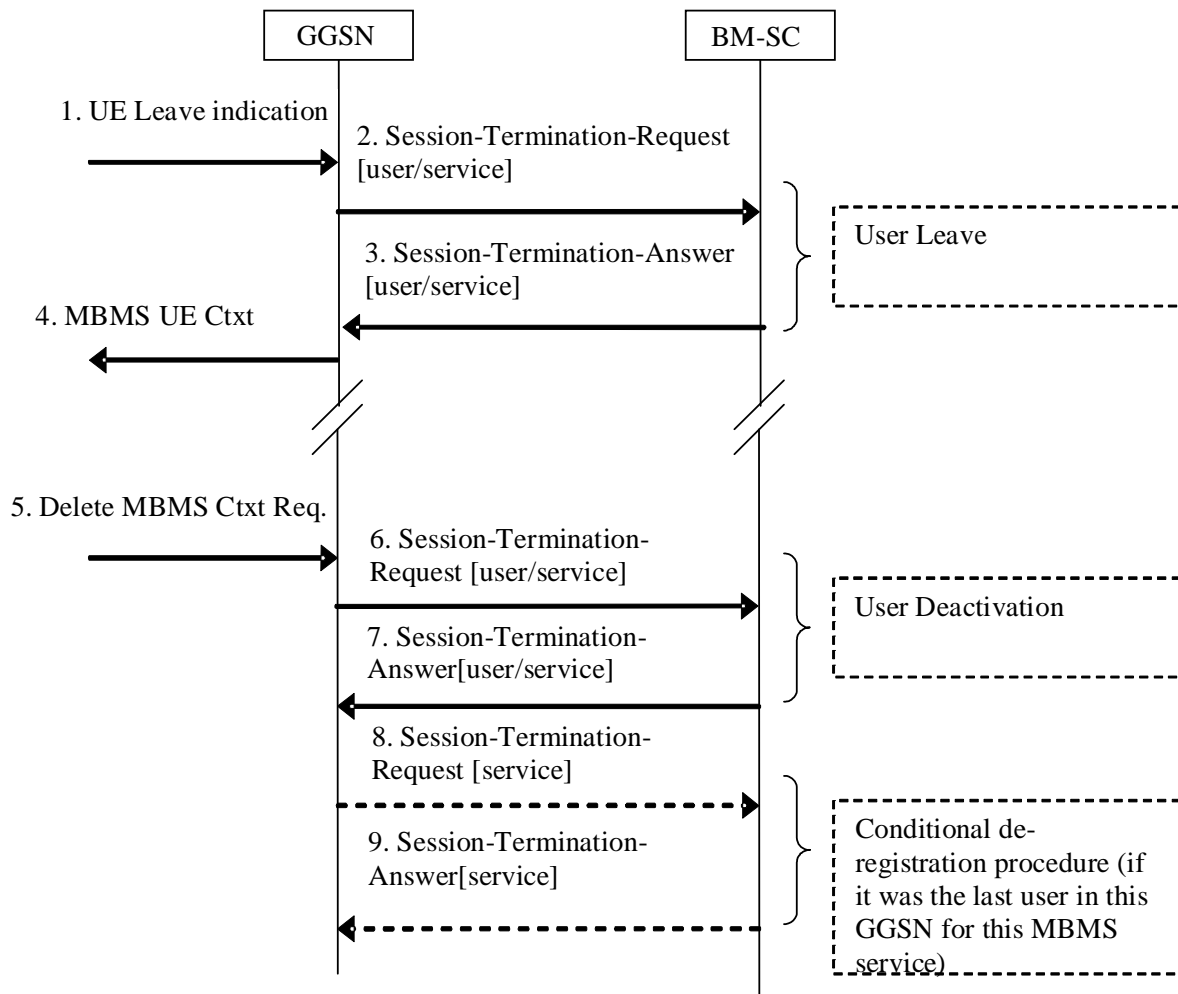 GGSN
BM-SC
1. UE Leave indication
2. Session-Termination-Request
[user/service]
User Leave
3. Session-Termination-Answer
[user/service]
4. MBMS UE Ctxt
5. Delete MBMS Ctxt Req.
6. Session-Termination-
Request [user/service]
User Deactivation
7. Session-Termination-
Answer[user/service]
8. Session-Termination-
Request [service]
9. Session-Termination-
Answer[service]
Conditional de-
registration procedure (if
it was the last user in this
GGSN for this MBMS
service)